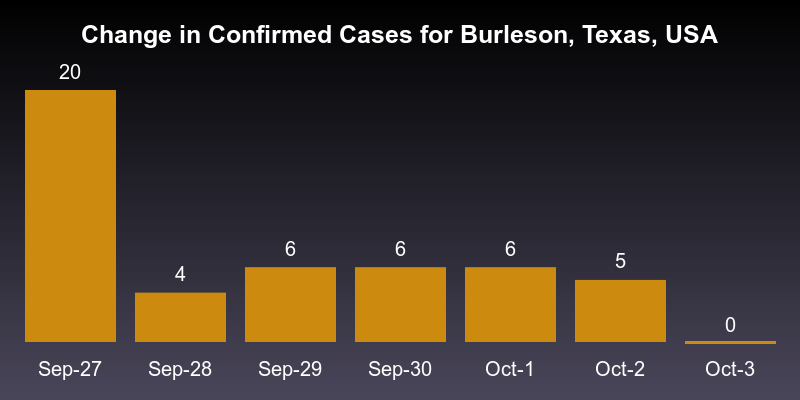 Change in Confirmed Cases for Burleson, Texas, USA
20
4
6
6
6
5
0
Sep-27
Sep-28
Sep-29
Sep-30
Oct-1
Oct-2
Oct-3